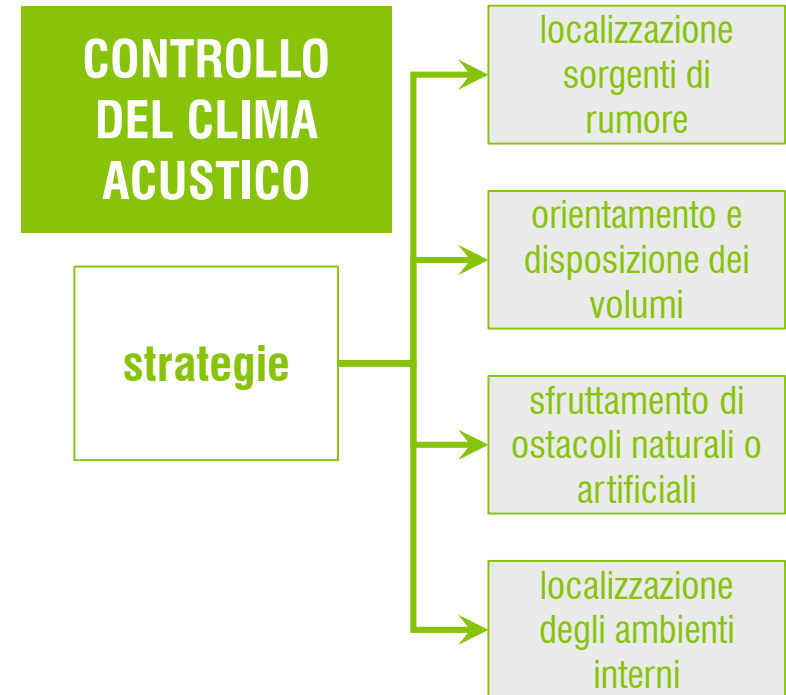 CONTROLLO
DEL CLIMA
ACUSTICO
strategie
localizzazione
sorgenti di
rumore
orientamento e
disposizione dei
volumi
sfruttamento di
ostacoli naturali o
artificiali
localizzazione
degli ambienti
interni